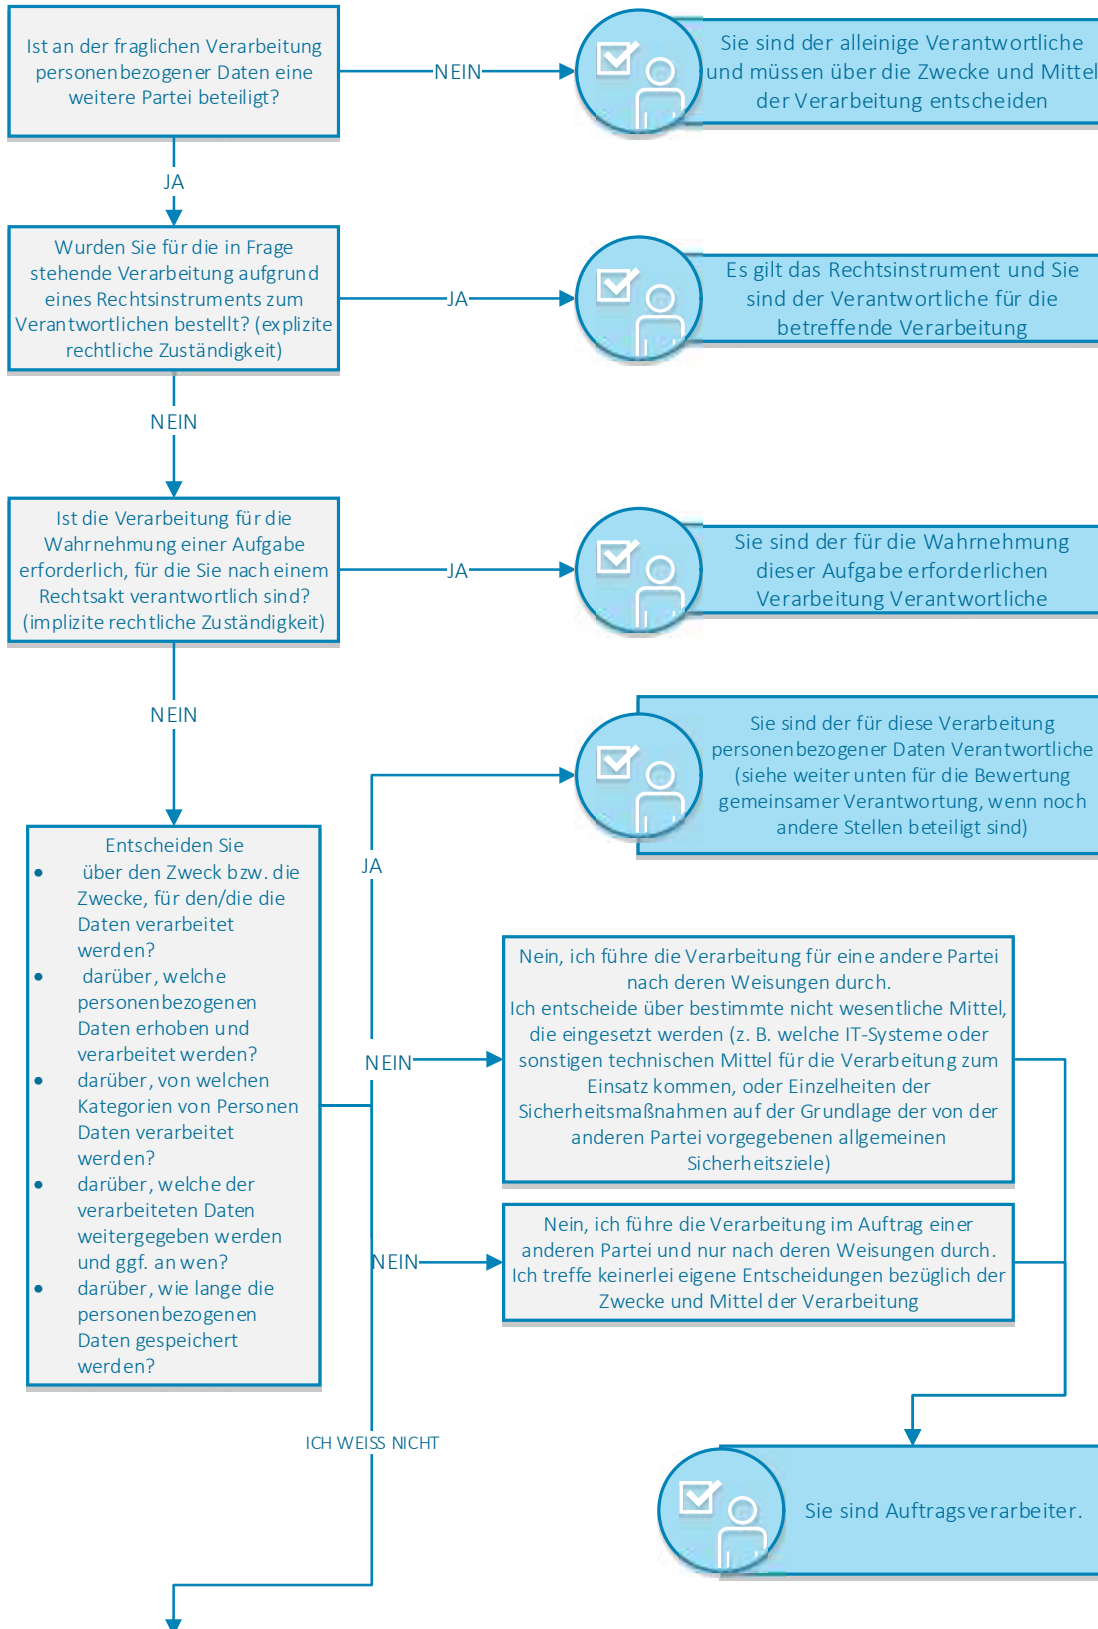 Ist an der fraglichen Verarbeitung
personenbezogener Daten eine
weitere Partei beteiligt?
NEIN
Sie sind der alleinige Verantwortliche
und müssen über die Zwecke und Mittel
der Verarbeitung entscheiden
JA
Wurden Sie für die in Frage
stehende Verarbeitung aufgrund
eines Rechtsinstruments zum
Verantwortlichen bestellt? (explizite
rechtliche Zuständigkeit)
JA
Es gilt das Rechtsinstrument und Sie
sind der Verantwortliche für die
betreffende Verarbeitung
NEIN
Ist die Verarbeitung für die
Wahrnehmung einer Aufgabe
erforderlich, für die Sie nach einem
Rechtsakt verantwortlich sind?
(implizite rechtliche Zuständigkeit)
JA
Sie sind der für die Wahrnehmung
dieser Aufgabe erforderlichen
Verarbeitung Verantwortliche
NEIN
Sie sind der für diese Verarbeitung
personenbezogener Daten Verantwortliche
(siehe weiter unten für die Bewertung
gemeinsamer Verantwortung, wenn noch
andere Stellen beteiligt sind)
Entscheiden Sie
• über den Zweck bzw. die
Zwecke, für den/die die
Daten verarbeitet
werden?
• darüber, welche
personenbezogenen
Daten erhoben und
verarbeitet werden?
• darüber, von welchen
Kategorien von Personen
Daten verarbeitet
werden?
• darüber, welche der
verarbeiteten Daten
weitergegeben werden
und ggf. an wen?
• darüber, wie lange die
personenbezogenen
Daten gespeichert
werden?
JA
NEIN
Nein, ich führe die Verarbeitung für eine andere Partei
nach deren Weisungen durch.
Ich entscheide über bestimmte nicht wesentliche Mittel,
die eingesetzt werden (z. B. welche IT-Systeme oder
sonstigen technischen Mittel für die Verarbeitung zum
Einsatz kommen, oder Einzelheiten der
Sicherheitsmaßnahmen auf der Grundlage der von der
anderen Partei vorgegebenen allgemeinen
Sicherheitsziele)
NEIN
Nein, ich führe die Verarbeitung im Auftrag einer
anderen Partei und nur nach deren Weisungen durch.
Ich treffe keinerlei eigene Entscheidungen bezüglich der
Zwecke und Mittel der Verarbeitung
ICH WEISS NICHT
Sie sind Auftragsverarbeiter.